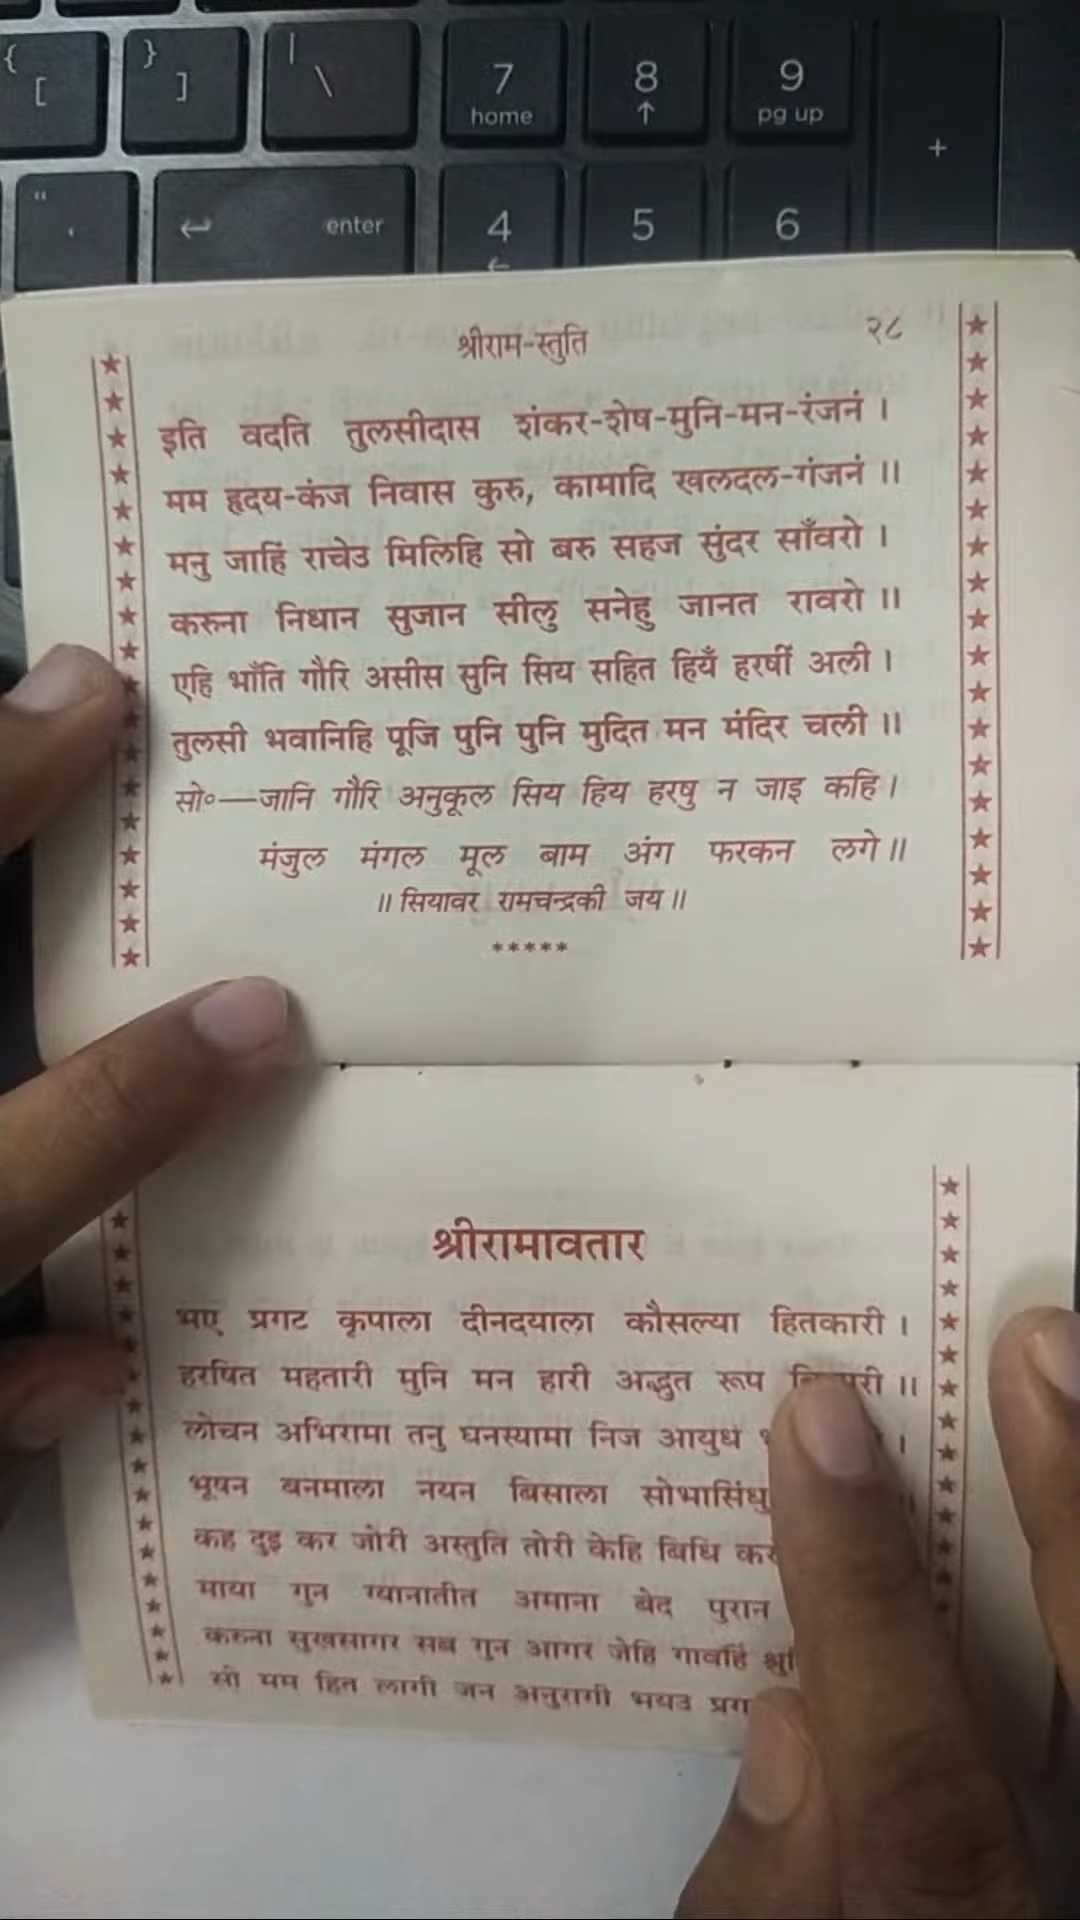 { [
} ]
| \
7 home
8 ↑
9 pg up
+
" '
↵ enter
4 ←
5
6
श्रीराम-स्तुति २८
इति वदति तुलसीदास शंकर-शेष-मुनि-मन-रंजनं ।
मम हृदय-कंज निवास कुरु, कामादि खलदल-गंजनं ॥
मनु जाहिं राचेउ मिलिहि सो बरु सहज सुंदर साँवरो ।
करुना निधान सुजान सीलु सनेहु जानत रावरो ॥
एहि भाँति गौरि असीस सुनि सिय सहित हियँ हरषीं अली ।
तुलसी भवानिहि पूजि पुनि पुनि मुदित मन मंदिर चली ॥
सो०—जानि गौरि अनुकूल सिय हिय हरषु न जाइ कहि ।
मंजुल मंगल मूल बाम अंग फरकन लगे ॥
॥ सियावर रामचन्द्रकी जय ॥
*****
श्रीरामावतार
भए प्रगट कृपाला दीनदयाला कौसल्या हितकारी ।
हरषित महतारी मुनि मन हारी अद्भुत रूप ॥
लोचन अभिरामा तनु घनस्यामा निज आयुध ।
भूषन बनमाला नयन बिसाला सोभासिंधु
कह दुइ कर जोरी अस्तुति तोरी केहि बिधि
माया गुन ग्यानातीत अमाना बेद पुरान
करुना सुखसागर सब गुन आगर जेहि गावहिं
सो मम हित लागी जन अनुरागी भयउ